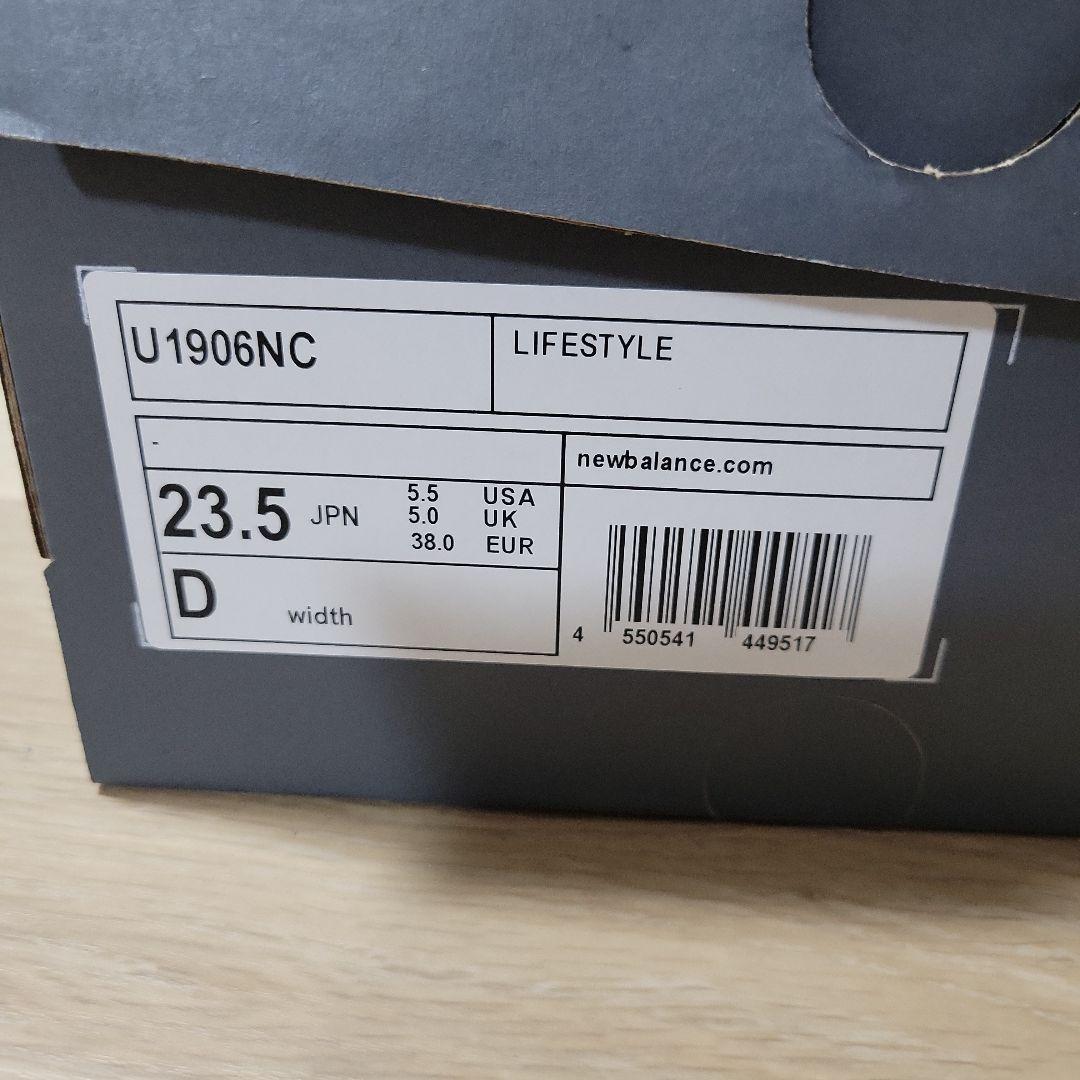 U1906NC
LIFESTYLE
-
newbalance.com
23.5 JPN
5.5 USA
5.0 UK
38.0 EUR
D width
4 550541 449517